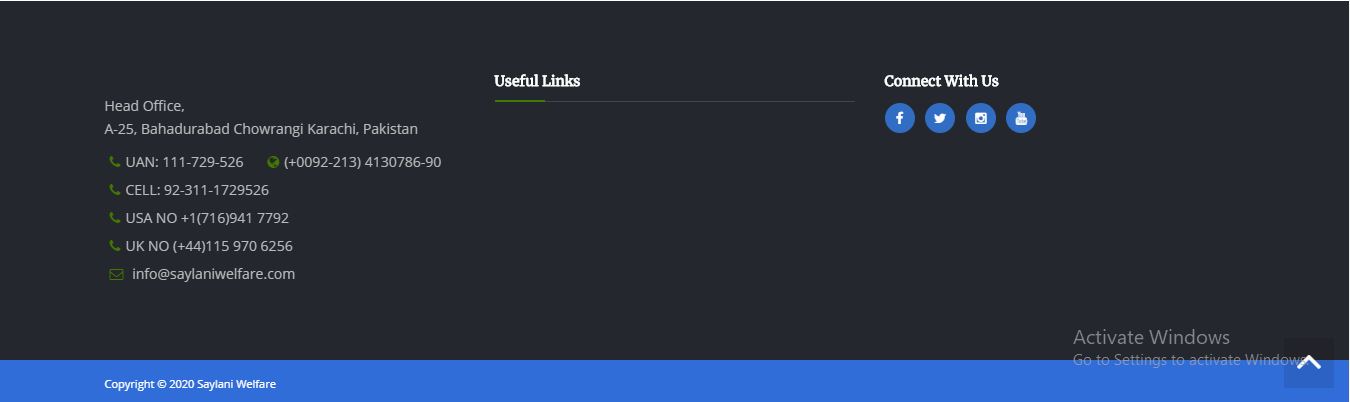 Head Office,
A-25, Bahadurabad Chowrangi Karachi, Pakistan
UAN: 111-729-526 (+0092-213) 4130786-90
CELL: 92-311-1729526
USA NO +1(716)941 7792
UK NO (+44)115 970 6256
info@saylaniwelfare.com
Useful Links
Connect With Us
Activate Windows
Go to Settings to activate Windows.
Copyright © 2020 Saylani Welfare